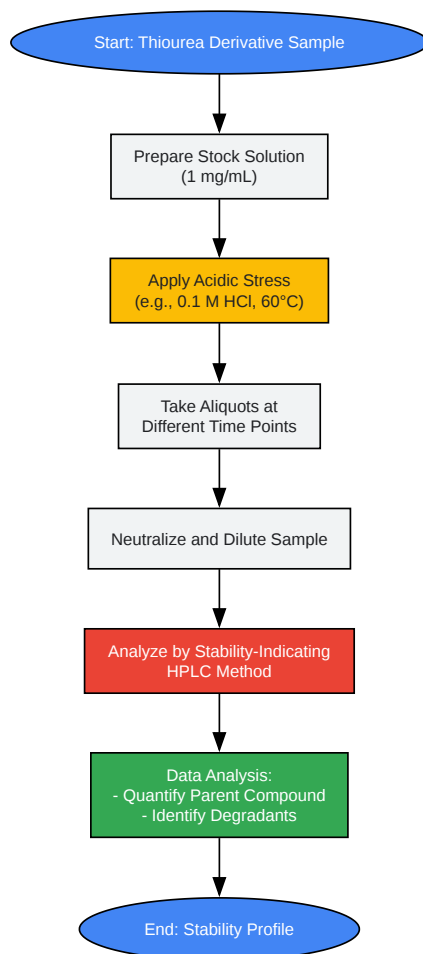 Start: Thiourea Derivative Sample
Prepare Stock Solution
(1 mg/mL)
Apply Acidic Stress
(e.g., 0.1 M HCl, 60°C)
Take Aliquots at
Different Time Points
Neutralize and Dilute Sample
Analyze by Stability-Indicating
HPLC Method
Data Analysis:
- Quantify Parent Compound
- Identify Degradants
End: Stability Profile